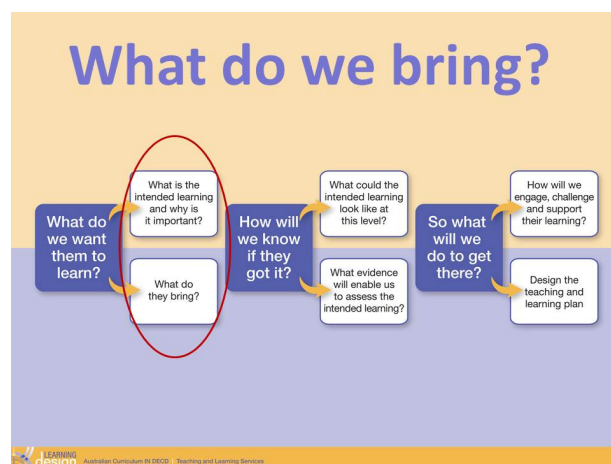 What do we bring?
What do
we want
them to
learn?
What is the
intended learning
and why is
it important?
What do
they bring?
How will
we know
if they
got it?
What could the
intended learning
look like at
this level?
What evidence
will enable us
to assess the
intended learning?
So what
will we
do to get
there?
How will we
engage, challenge
and support
their learning?
Design the
teaching and
learning plan
LEARNING
design
Australian Curriculum IN DECD | Teaching and Learning Services